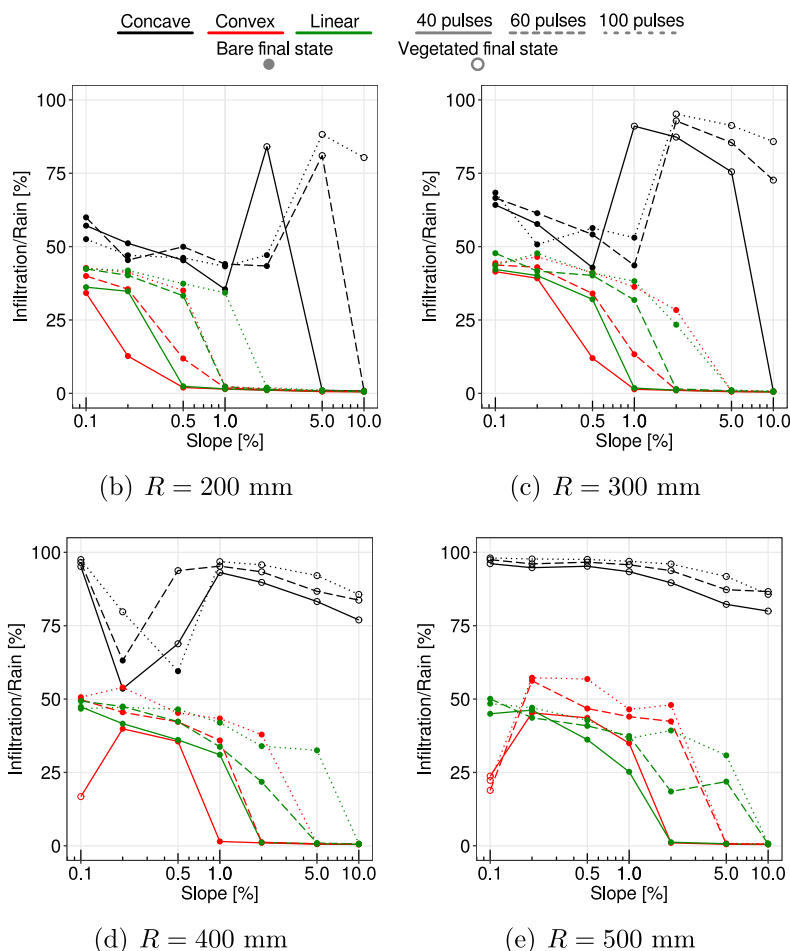 Concave Convex Linear 40 pulses 60 pulses 100 pulses
Bare final state Vegetated final state
100
75
50
25
0
Infiltration/Rain [%]
0.1 0.5 1.0 5.0 10.0
Slope [%]
(b) R = 200 mm
100
75
50
25
0
Infiltration/Rain [%]
0.1 0.5 1.0 5.0 10.0
Slope [%]
(c) R = 300 mm
100
75
50
25
0
Infiltration/Rain [%]
0.1 0.5 1.0 5.0 10.0
Slope [%]
(d) R = 400 mm
100
75
50
25
0
Infiltration/Rain [%]
0.1 0.5 1.0 5.0 10.0
Slope [%]
(e) R = 500 mm